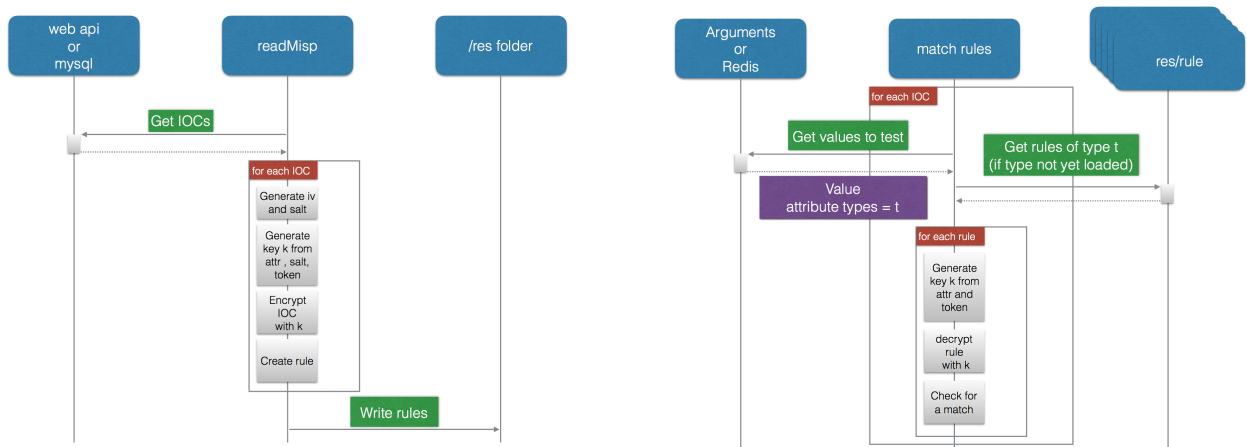 web api
or
mysql
readMisp
/res folder
Get IOCs
for each IOC
Generate iv
and salt
Generate
key k from
attr , salt,
token
Encrypt
IOC
with k
Create rule
Write rules
Arguments
or
Redis
match rules
res/rule
for each IOC
Get values to test
Get rules of type t
(if type not yet loaded)
Value
attribute types = t
for each rule
Generate
key k from
attr and
token
decrypt
rule
with k
Check for
a match